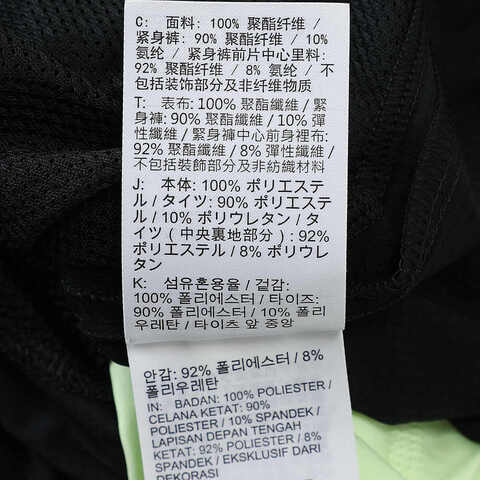 C: 面料: 100% 聚酯纤维 /
紧身裤: 90% 聚酯纤维 / 10%
氨纶 / 紧身裤前片中心里料:
92% 聚酯纤维 / 8% 氨纶 / 不
包括装饰部分及非纤维物质
T: 表布: 100% 聚酯纖維 / 緊
身褲: 90% 聚酯纖維 / 10% 彈
性纖維 / 緊身褲中心前身裡布:
92% 聚酯纖維 / 8% 彈性纖維 /
不包括裝飾部分及非紡織材料
J: 本体: 100% ポリエステ
ル / タイツ: 90% ポリエステル
/ 10% ポリウレタン / タ
イツ ( 中央裏地部分 ) : 92%
ポリエステル / 8% ポリウレ
タン
K: 섬유혼용율 / 겉감:
100% 폴리에스터 / 타이즈:
90% 폴리에스터 / 10% 폴리
우레탄 / 타이츠 앞 중앙
안감: 92% 폴리에스터 / 8%
폴리우레탄
IN: BADAN: 100% POLIESTER /
CELANA KETAT: 90%
POLIESTER / 10% SPANDEK /
LAPISAN DEPAN TENGAH
KETAT: 92% POLIESTER / 8%
SPANDEK / EKSKLUSIF DARI
DEKORASI